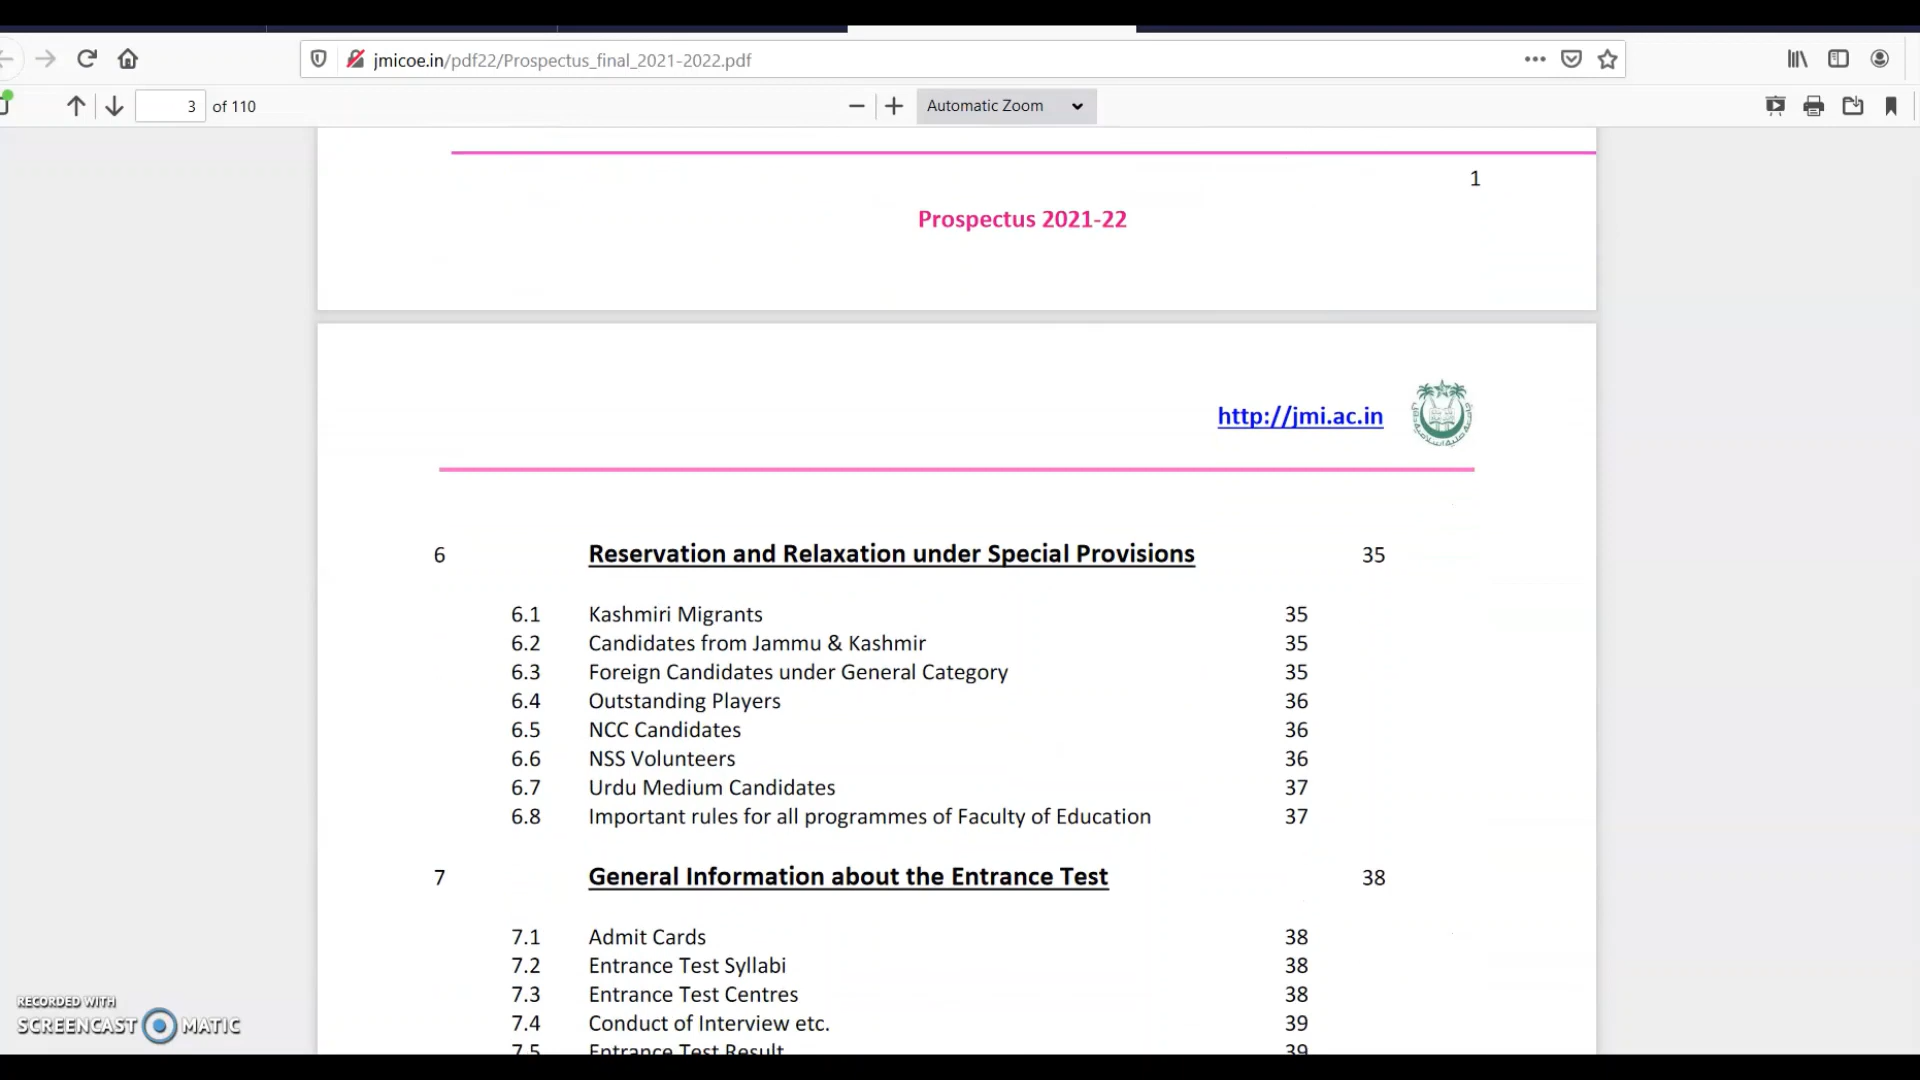 jmicoe.in/pdf22/Prospectus_final_2021-2022.pdf
3 of 110
Automatic Zoom
1
Prospectus 2021-22
http://jmi.ac.in
6 Reservation and Relaxation under Special Provisions 35
6.1 Kashmiri Migrants 35
6.2 Candidates from Jammu & Kashmir 35
6.3 Foreign Candidates under General Category 35
6.4 Outstanding Players 36
6.5 NCC Candidates 36
6.6 NSS Volunteers 36
6.7 Urdu Medium Candidates 37
6.8 Important rules for all programmes of Faculty of Education 37
7 General Information about the Entrance Test 38
7.1 Admit Cards 38
7.2 Entrance Test Syllabi 38
7.3 Entrance Test Centres 38
7.4 Conduct of Interview etc. 39
7.5 Entrance Test Result 39
RECORDED WITH
SCREENCAST MATIC